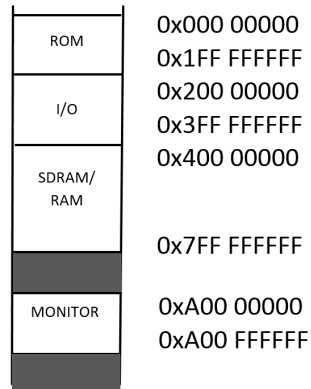 ROM
0x000 00000
0x1FF FFFFFF
I/O
0x200 00000
0x3FF FFFFFF
SDRAM/
RAM
0x400 00000
0x7FF FFFFFF
MONITOR
0xA00 00000
0xA00 FFFFFF